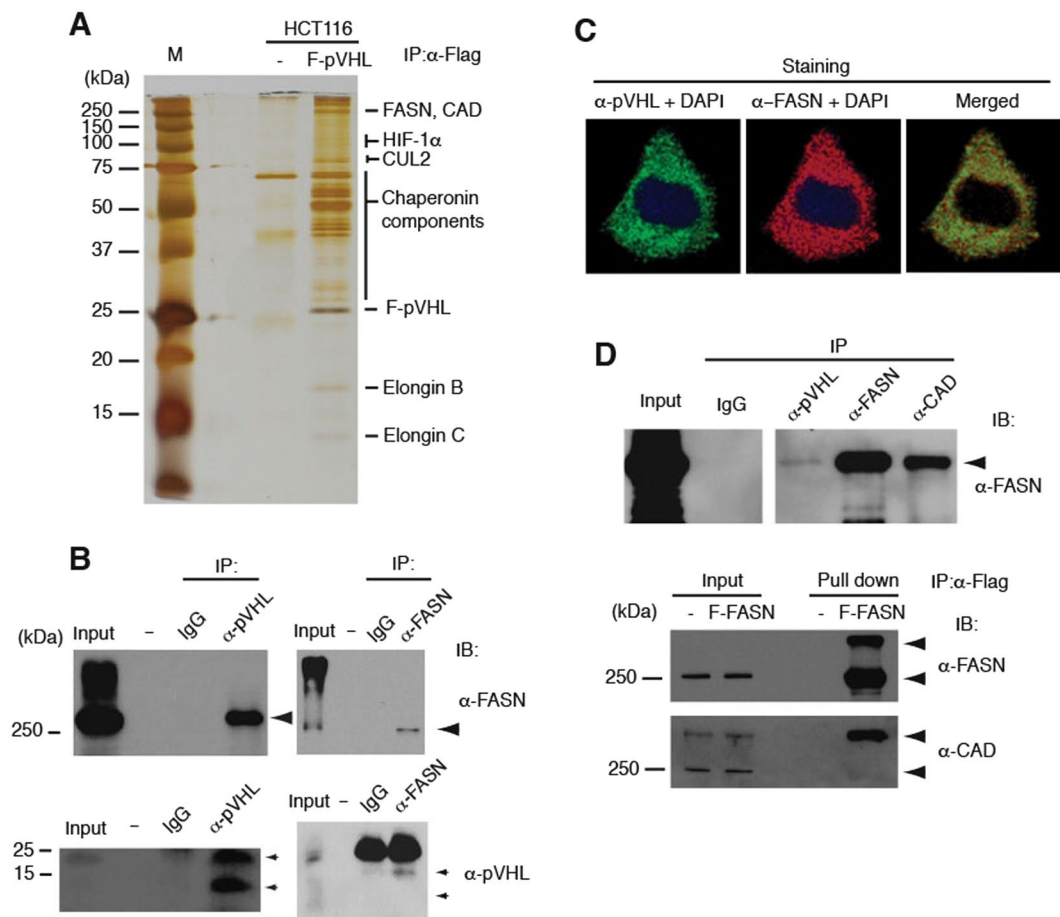 A
HCT116
M - F-pVHL IP:α-Flag
(kDa)
250
150
100
75
50
37
25
20
15
FASN, CAD
HIF-1α
CUL2
Chaperonin
components
F-pVHL
Elongin B
Elongin C
B
IP:
(kDa) Input – IgG α-pVHL
250
IP:
Input – IgG α-FASN
IB:
α-FASN
Input – IgG α-pVHL
25
15
Input – IgG α-FASN
α-pVHL
C
Staining
α-pVHL + DAPI α–FASN + DAPI Merged
D
IP
Input IgG α-pVHL α-FASN α-CAD
IB:
α-FASN
Input Pull down IP:α-Flag
(kDa) - F-FASN - F-FASN IB:
250
α-FASN
α-CAD
250